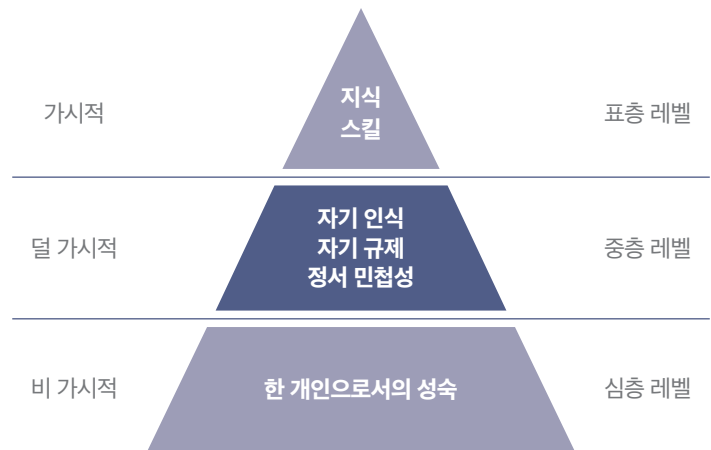 지식
가시적
표층 레벨
스킬
자기 인식
덜 가시적
자기 규제
중층 레벨
정서 민첩성
비 가시적
한 개인으로서의 성숙
심층 레벨